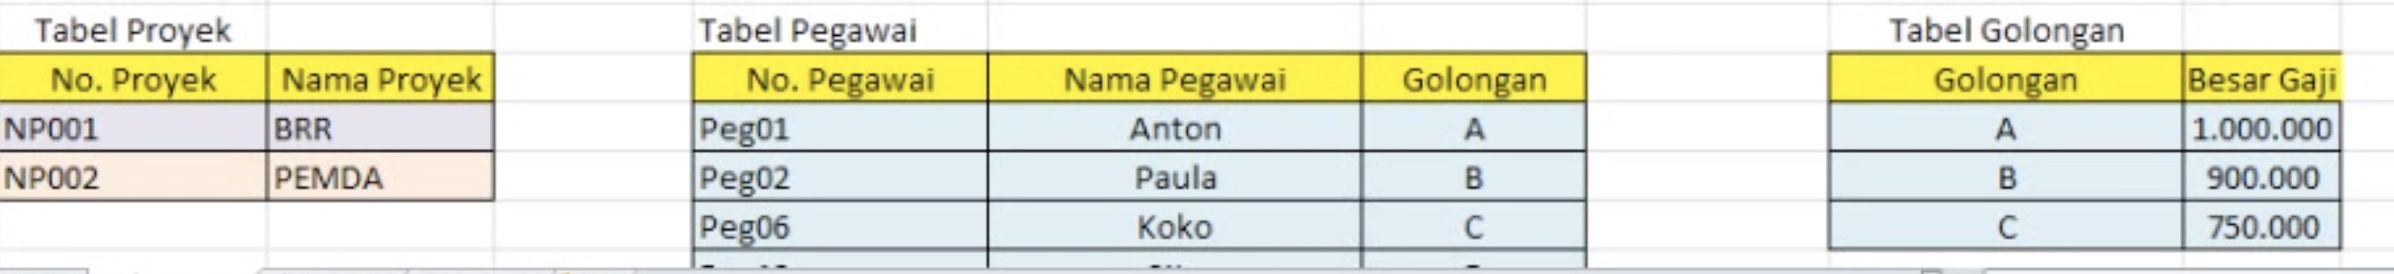 Tabel Proyek Tabel Pegawai Tabel Golongan
No. Proyek Nama Proyek No. Pegawai Nama Pegawai Golongan Golongan Besar Gaji
NP001 BRR Peg01 Anton A A 1.000.000
NP002 PEMDA Peg02 Paula B B 900.000
Peg06 Koko C C 750.000